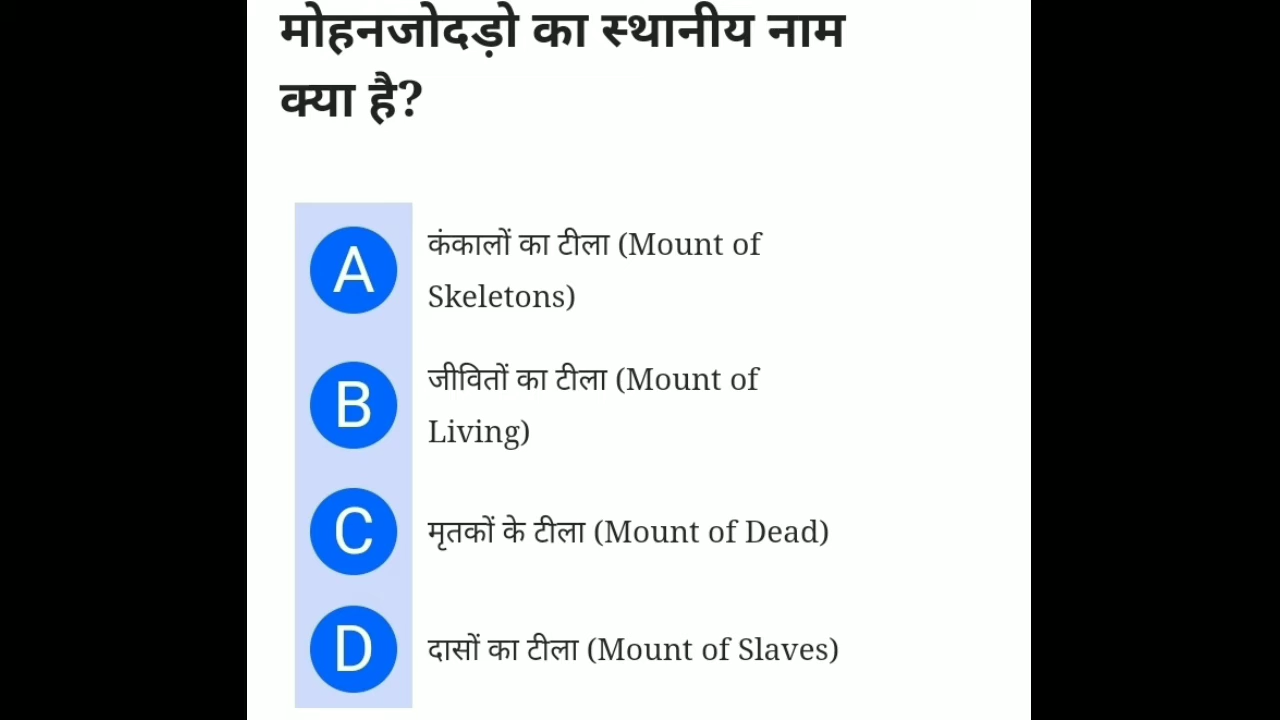 मोहनजोदड़ो का स्थानीय नाम
क्या है?
A
कंकालों का टीला (Mount of
Skeletons)
B
जीवितों का टीला (Mount of
Living)
C
मृतकों के टीला (Mount of Dead)
D
दासों का टीला (Mount of Slaves)